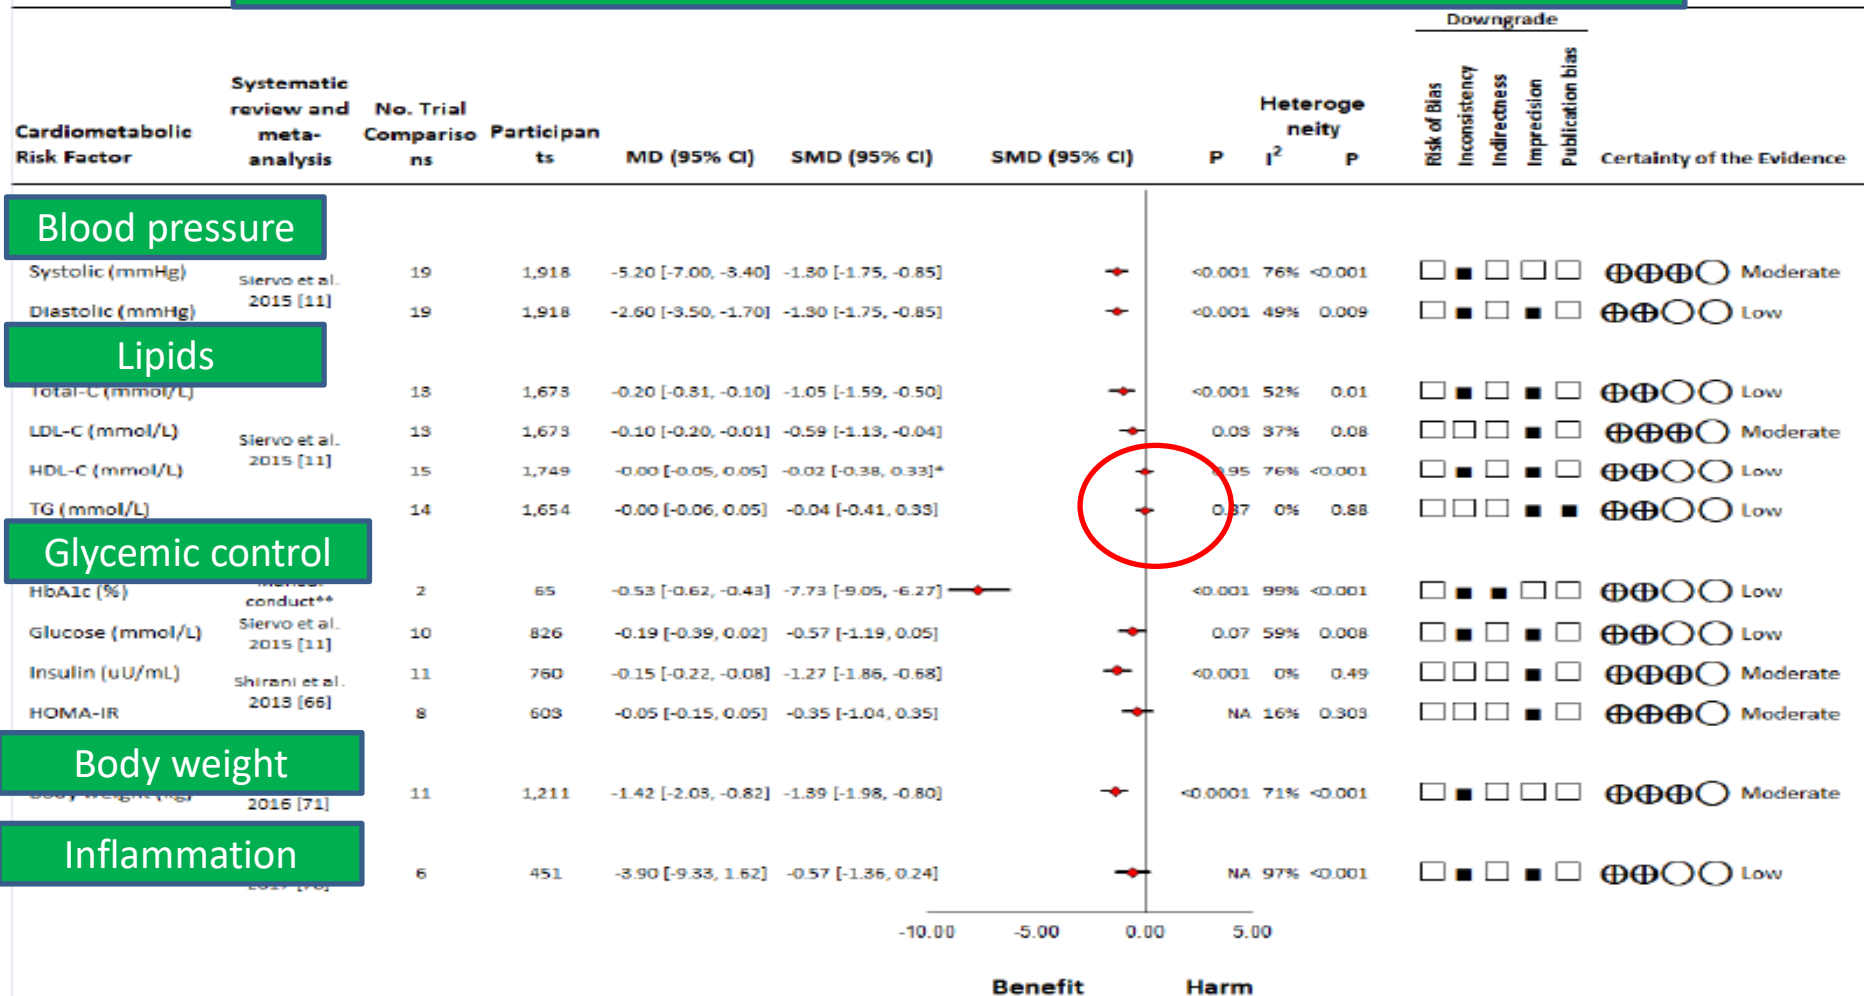 Downgrade
Cardiometabolic Risk Factor
Systematic review and meta-analysis
No. Trial Compariso ns
Participan ts
MD (95% CI)
SMD (95% CI)
SMD (95% CI)
P
Heteroge neity
I² P
Risk of Bias
Inconsistency
Indirectness
Imprecision
Publication bias
Certainty of the Evidence
Blood pressure
Systolic (mmHg) 19 1,918 -5.20 [-7.00, -3.40] -1.30 [-1.75, -0.85] <0.001 76% <0.001 Moderate
Siervo et al. 2015 [11]
Diastolic (mmHg) 19 1,918 -2.60 [-3.50, -1.70] -1.30 [-1.75, -0.85] <0.001 49% 0.009 Low
Lipids
Total-C (mmol/L) 13 1,673 -0.20 [-0.31, -0.10] -1.05 [-1.59, -0.50] <0.001 52% 0.01 Low
LDL-C (mmol/L) 13 1,673 -0.10 [-0.20, -0.01] -0.59 [-1.13, -0.04] 0.03 37% 0.08 Moderate
Siervo et al. 2015 [11]
HDL-C (mmol/L) 15 1,749 -0.00 [-0.05, 0.05] -0.02 [-0.38, 0.33]* 0.95 76% <0.001 Low
TG (mmol/L) 14 1,654 -0.00 [-0.06, 0.05] -0.04 [-0.41, 0.33] 0.87 0% 0.88 Low
Glycemic control
HbA1c (%) conduct** 2 65 -0.53 [-0.62, -0.43] -7.73 [-9.05, -6.27] <0.001 99% <0.001 Low
Glucose (mmol/L) Siervo et al. 2015 [11] 10 826 -0.19 [-0.39, 0.02] -0.57 [-1.19, 0.05] 0.07 59% 0.008 Low
Insulin (uU/mL) 11 760 -0.15 [-0.22, -0.08] -1.27 [-1.86, -0.68] <0.001 0% 0.49 Moderate
Shirani et al. 2013 [66]
HOMA-IR 8 603 -0.05 [-0.15, 0.05] -0.35 [-1.04, 0.35] NA 16% 0.303 Moderate
Body weight
2016 [71] 11 1,211 -1.42 [-2.03, -0.82] -1.39 [-1.98, -0.80] <0.0001 71% <0.001 Moderate
Inflammation
6 451 -3.90 [-9.33, 1.62] -0.57 [-1.36, 0.24] NA 97% <0.001 Low
-10.00 -5.00 0.00 5.00
Benefit Harm